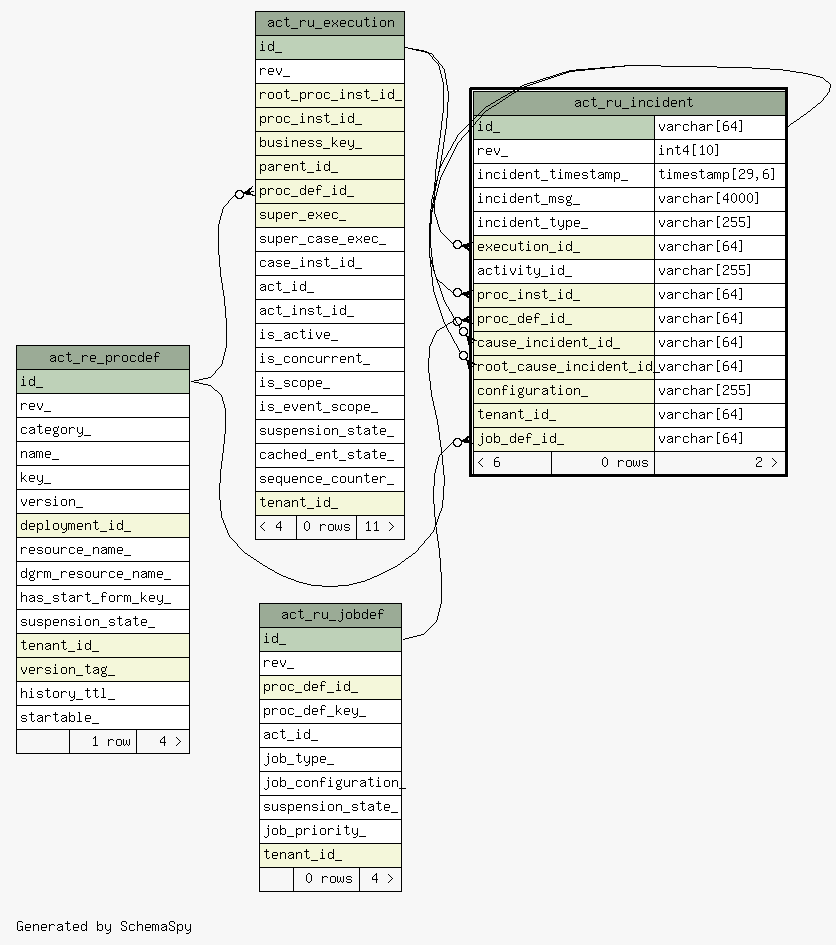 act_ru_execution
id_
rev_
root_proc_inst_id_
proc_inst_id_
business_key_
parent_id_
proc_def_id_
super_exec_
super_case_exec_
case_inst_id_
act_id_
act_inst_id_
is_active_
is_concurrent_
is_scope_
is_event_scope_
suspension_state_
cached_ent_state_
sequence_counter_
tenant_id_
< 4 0 rows 11 >
act_ru_incident
id_ varchar[64]
rev_ int4[10]
incident_timestamp_ timestamp[29,6]
incident_msg_ varchar[4000]
incident_type_ varchar[255]
execution_id_ varchar[64]
activity_id_ varchar[255]
proc_inst_id_ varchar[64]
proc_def_id_ varchar[64]
cause_incident_id_ varchar[64]
root_cause_incident_id_ varchar[64]
configuration_ varchar[255]
tenant_id_ varchar[64]
job_def_id_ varchar[64]
< 6 0 rows 2 >
act_re_procdef
id_
rev_
category_
name_
key_
version_
deployment_id_
resource_name_
dgrm_resource_name_
has_start_form_key_
suspension_state_
tenant_id_
version_tag_
history_ttl_
startable_
1 row 4 >
act_ru_jobdef
id_
rev_
proc_def_id_
proc_def_key_
act_id_
job_type_
job_configuration_
suspension_state_
job_priority_
tenant_id_
0 rows 4 >
Generated by SchemaSpy